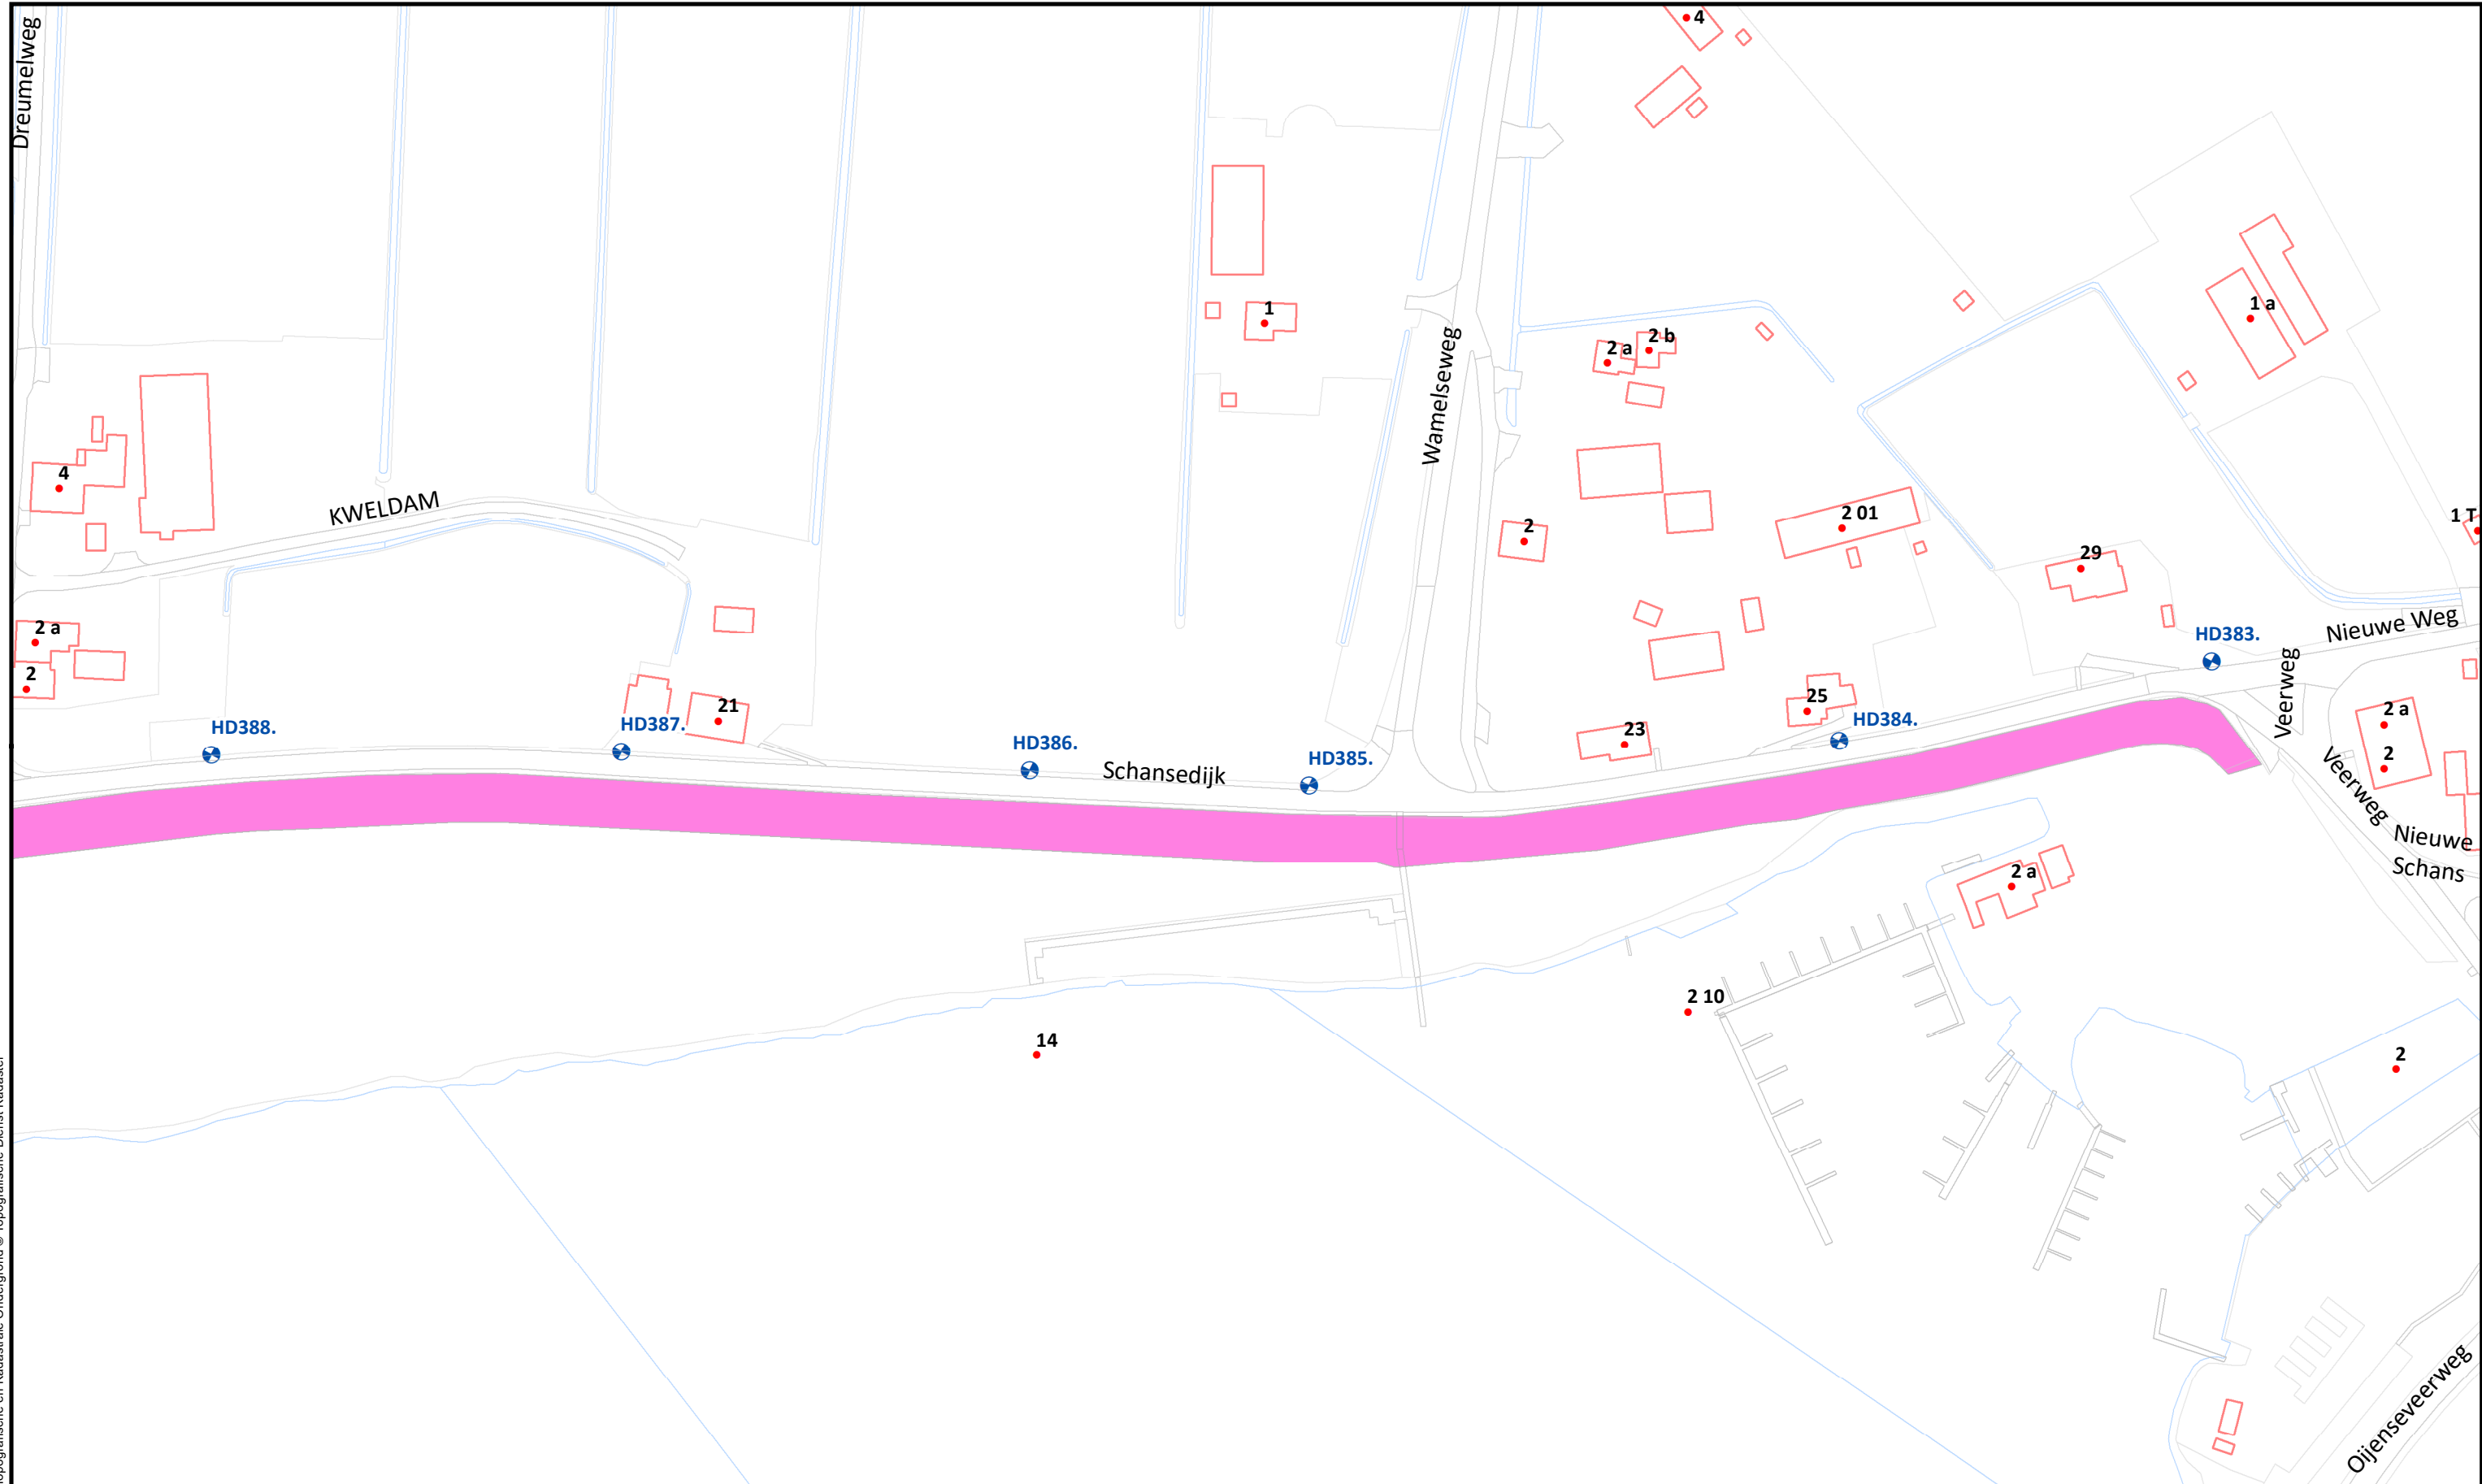 Dreumelweg
4
1
1 a
2 a
2 b
Wamelseweg
4
KWELDAM
2 01
1 T
2
29
2 a
Nieuwe Weg
HD383.
2
Veerweg
21
25
2 a
HD388.
HD387.
HD384.
23
HD386.
2
HD385.
Schansedijk
Veerweg
Nieuwe
Schans
2 a
2 10
14
2
Oijenseveerweg